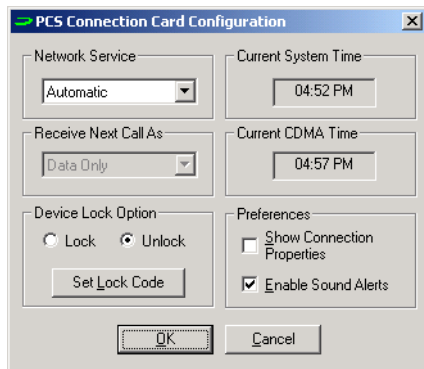 PCS Connection Card Configuration
Network Service
Automatic
Current System Time
04:52 PM
Receive Next Call As
Data Only
Current CDMA Time
04:57 PM
Device Lock Option
Lock
Unlock
Set Lock Code
Preferences
Show Connection
Properties
Enable Sound Alerts
OK
Cancel